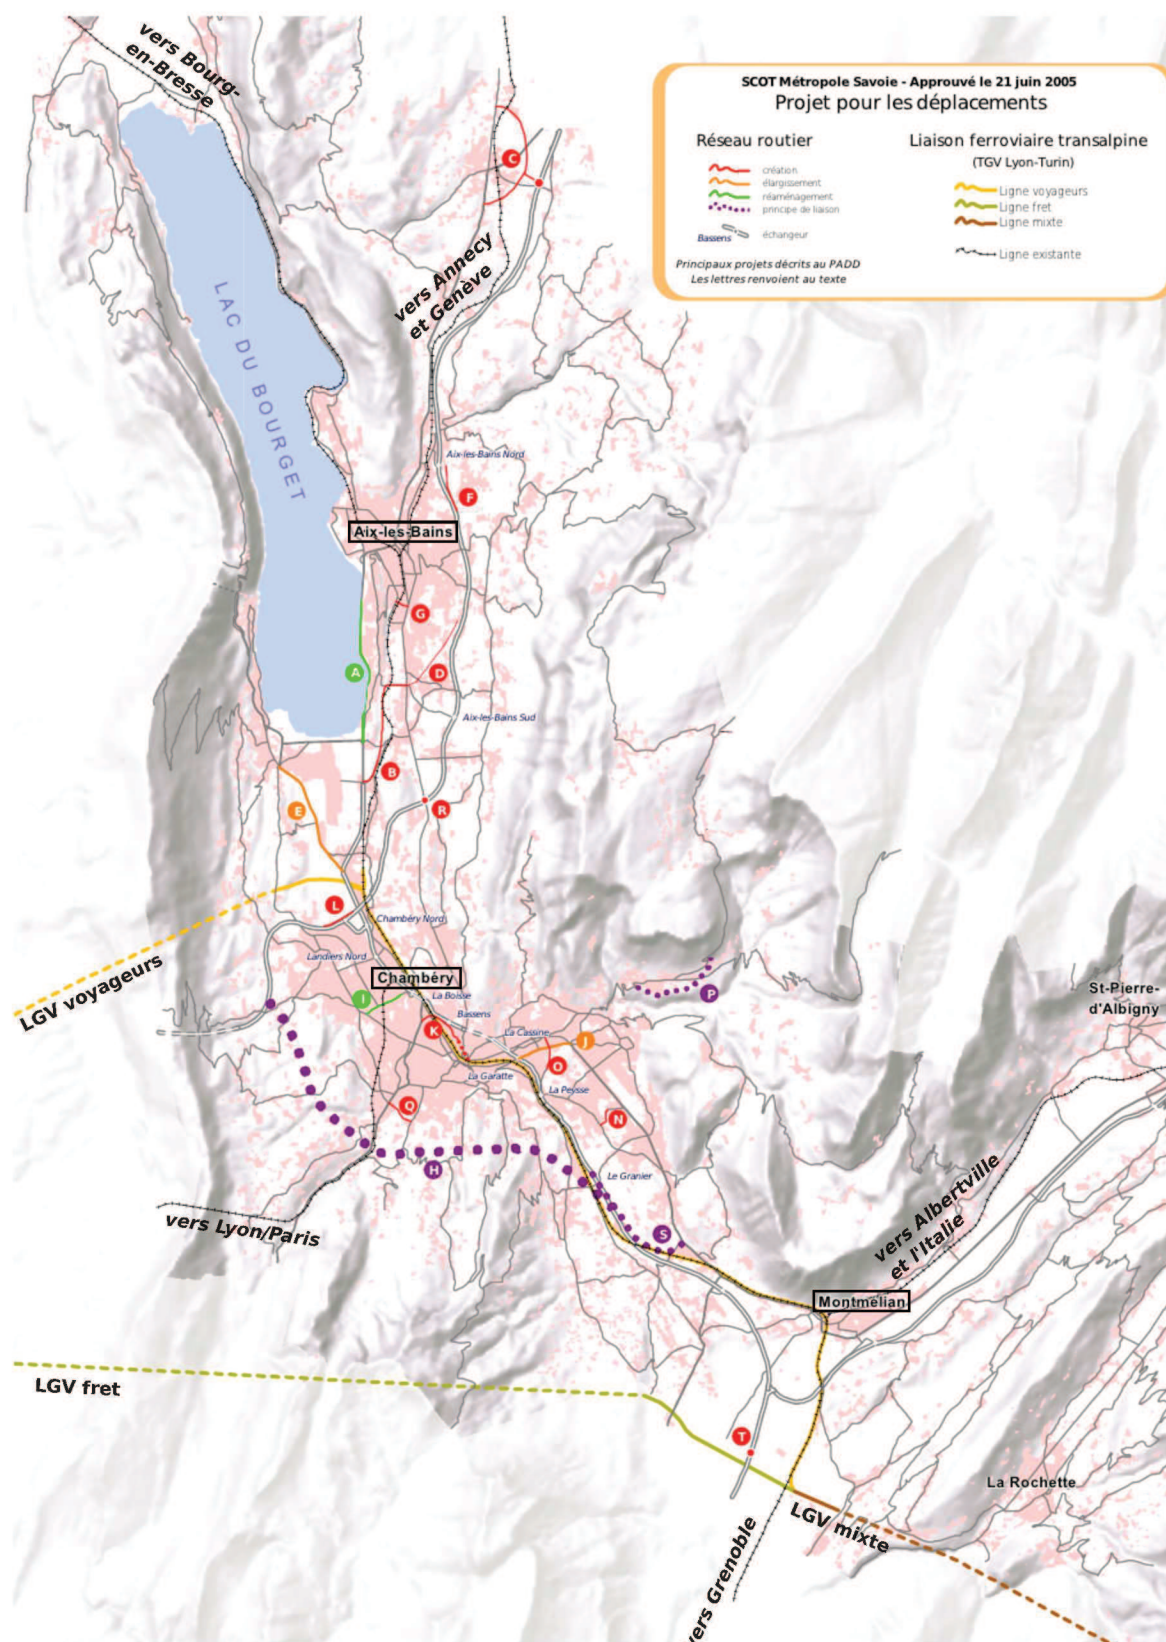 vers Bourg-
en-Bresse
SCOT Métropole Savoie - Approuvé le 21 juin 2005
Projet pour les déplacements
Réseau routier
création
élargissement
réaménagement
principe de liaison
Bassens
échangeur
Principaux projets décrits au PADD
Les lettres renvoient au texte
Liaison ferroviaire transalpine
(TGV Lyon-Turin)
Ligne voyageurs
Ligne fret
Ligne mixte
Ligne existante
C
vers Annecy
et Genève
LAC DU BOURGET
Aix-les-Bains Nord
F
Aix-les-Bains
G
A
D
Aix-les-Bains Sud
B
E
R
L
Chambéry Nord
Landiers Nord
LGV voyageurs
Chambéry
I
La Boisse
P
St-Pierre-
d'Albigny
Bassens
K
La Cassine
J
La Garatte
O
La Peysse
Q
N
H
Le Granier
vers Lyon/Paris
S
vers Albertville
et l'Italie
Montmélian
LGV fret
T
La Rochette
LGV mixte
vers Grenoble